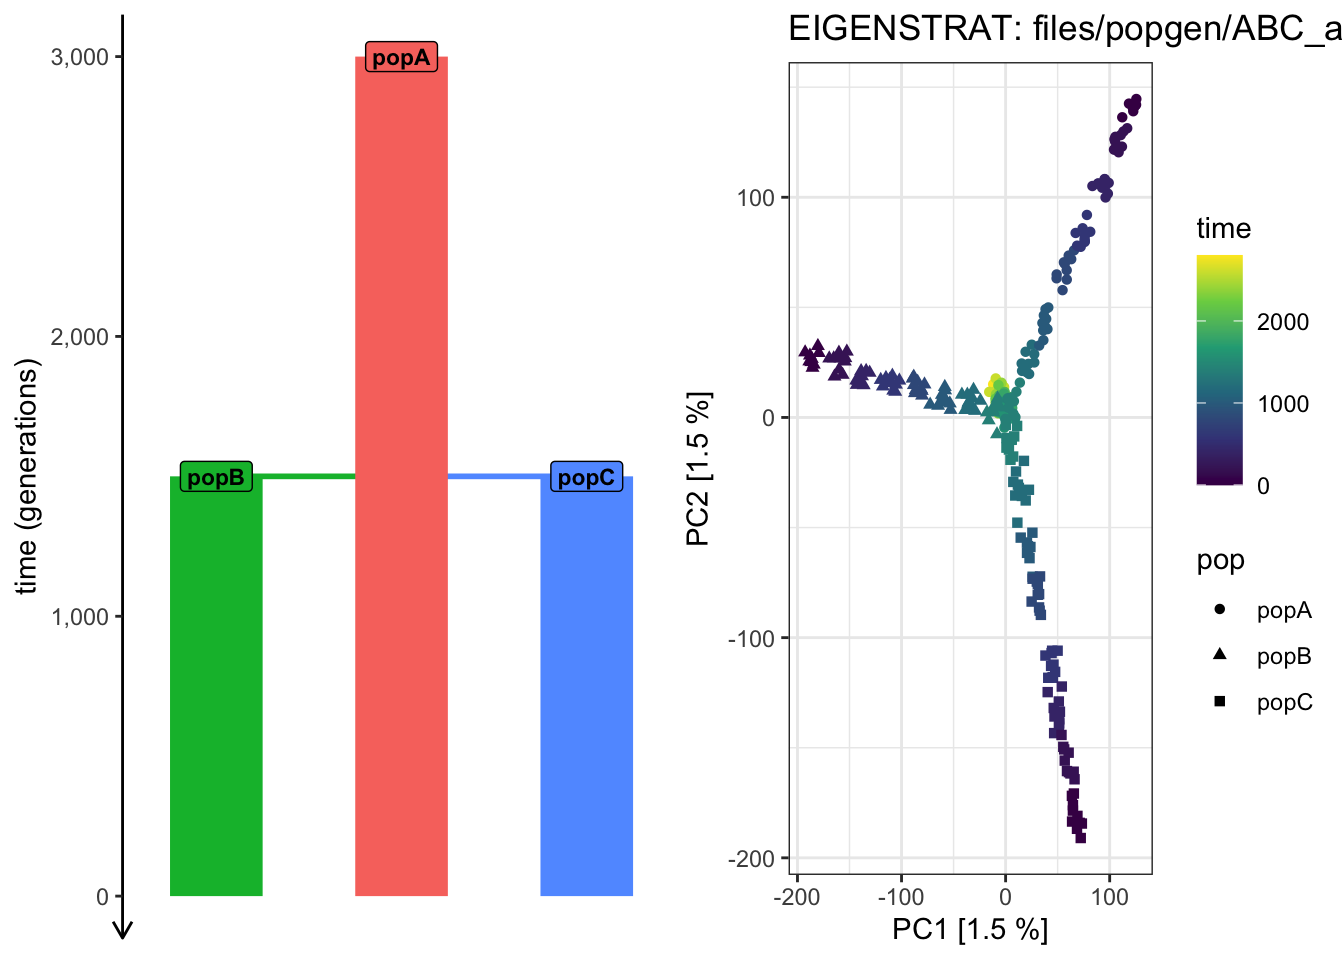 time (generations)
3,000
2,000
1,000
0
popA
popB
popC
EIGENSTRAT: files/popgen/ABC_a
PC2 [1.5 %]
100
0
-100
-200
-200
-100
0
100
PC1 [1.5 %]
time
2000
1000
0
pop
popA
popB
popC